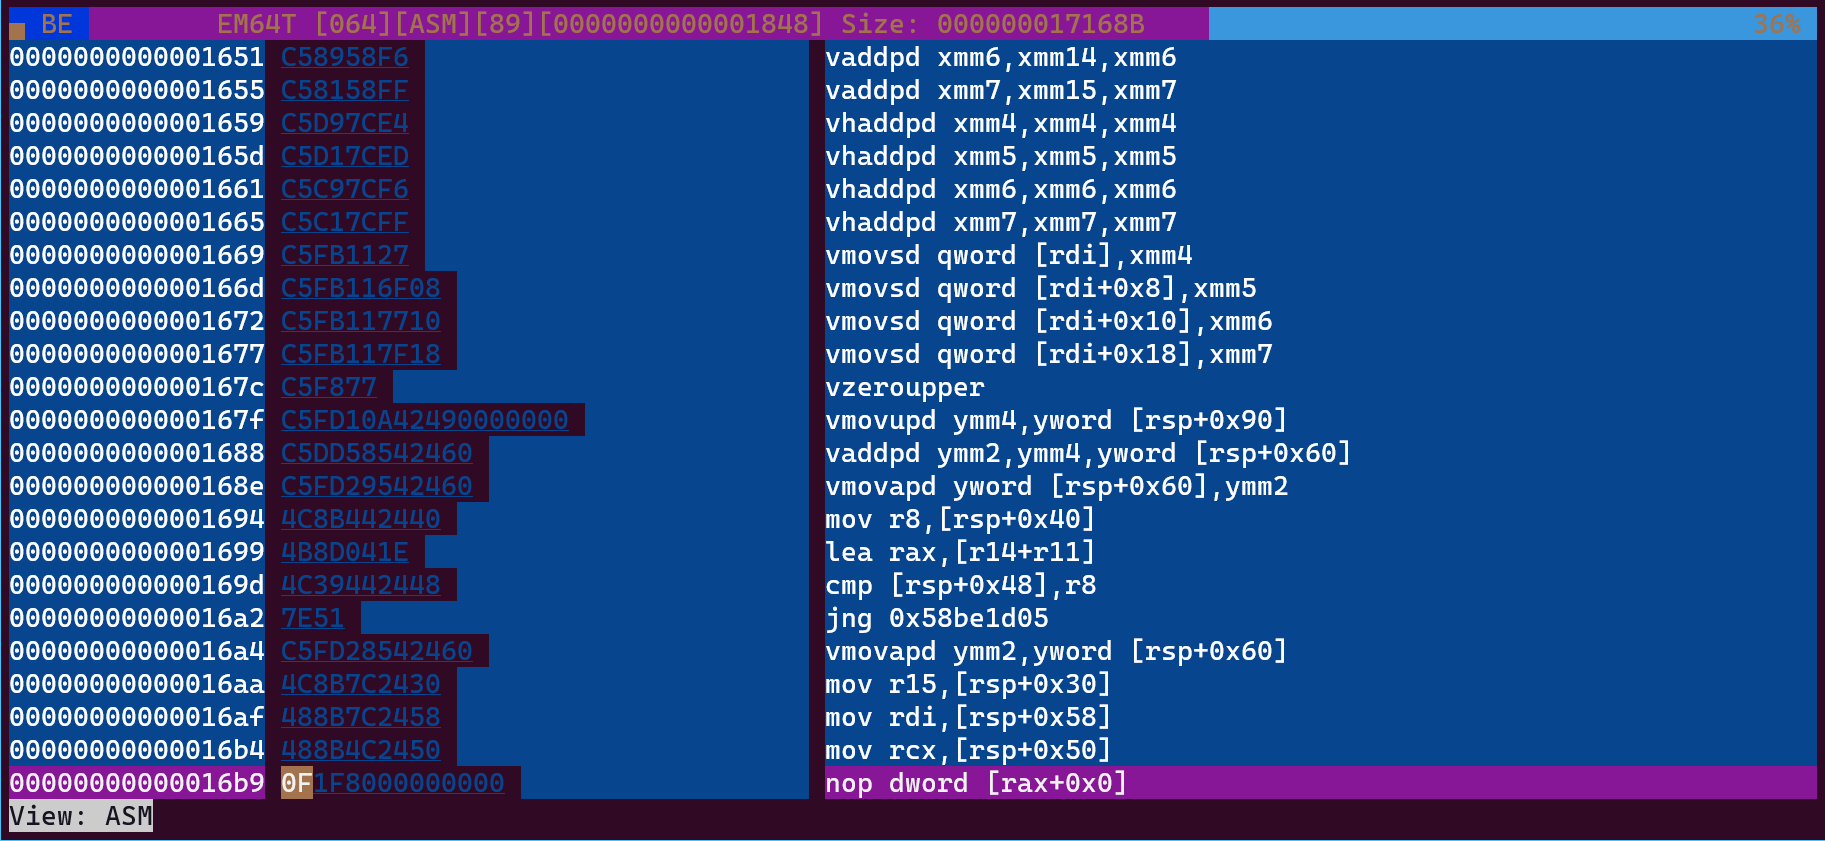 BE EM64T [064][ASM][89][0000000000001848] Size: 000000017168B 36%
0000000000001651 C58958F6 vaddpd xmm6,xmm14,xmm6
0000000000001655 C58158FF vaddpd xmm7,xmm15,xmm7
0000000000001659 C5D97CE4 vhaddpd xmm4,xmm4,xmm4
000000000000165d C5D17CED vhaddpd xmm5,xmm5,xmm5
0000000000001661 C5C97CF6 vhaddpd xmm6,xmm6,xmm6
0000000000001665 C5C17CFF vhaddpd xmm7,xmm7,xmm7
0000000000001669 C5FB1127 vmovsd qword [rdi],xmm4
000000000000166d C5FB116F08 vmovsd qword [rdi+0x8],xmm5
0000000000001672 C5FB117710 vmovsd qword [rdi+0x10],xmm6
0000000000001677 C5FB117F18 vmovsd qword [rdi+0x18],xmm7
000000000000167c C5F877 vzeroupper
000000000000167f C5FD10A42490000000 vmovupd ymm4,yword [rsp+0x90]
0000000000001688 C5DD58542460 vaddpd ymm2,ymm4,yword [rsp+0x60]
000000000000168e C5FD29542460 vmovapd yword [rsp+0x60],ymm2
0000000000001694 4C8B442440 mov r8,[rsp+0x40]
0000000000001699 4B8D041E lea rax,[r14+r11]
000000000000169d 4C39442448 cmp [rsp+0x48],r8
00000000000016a2 7E51 jng 0x58be1d05
00000000000016a4 C5FD28542460 vmovapd ymm2,yword [rsp+0x60]
00000000000016aa 4C8B7C2430 mov r15,[rsp+0x30]
00000000000016af 488B7C2458 mov rdi,[rsp+0x58]
00000000000016b4 488B4C2450 mov rcx,[rsp+0x50]
00000000000016b9 0F1F8000000000 nop dword [rax+0x0]
View: ASM